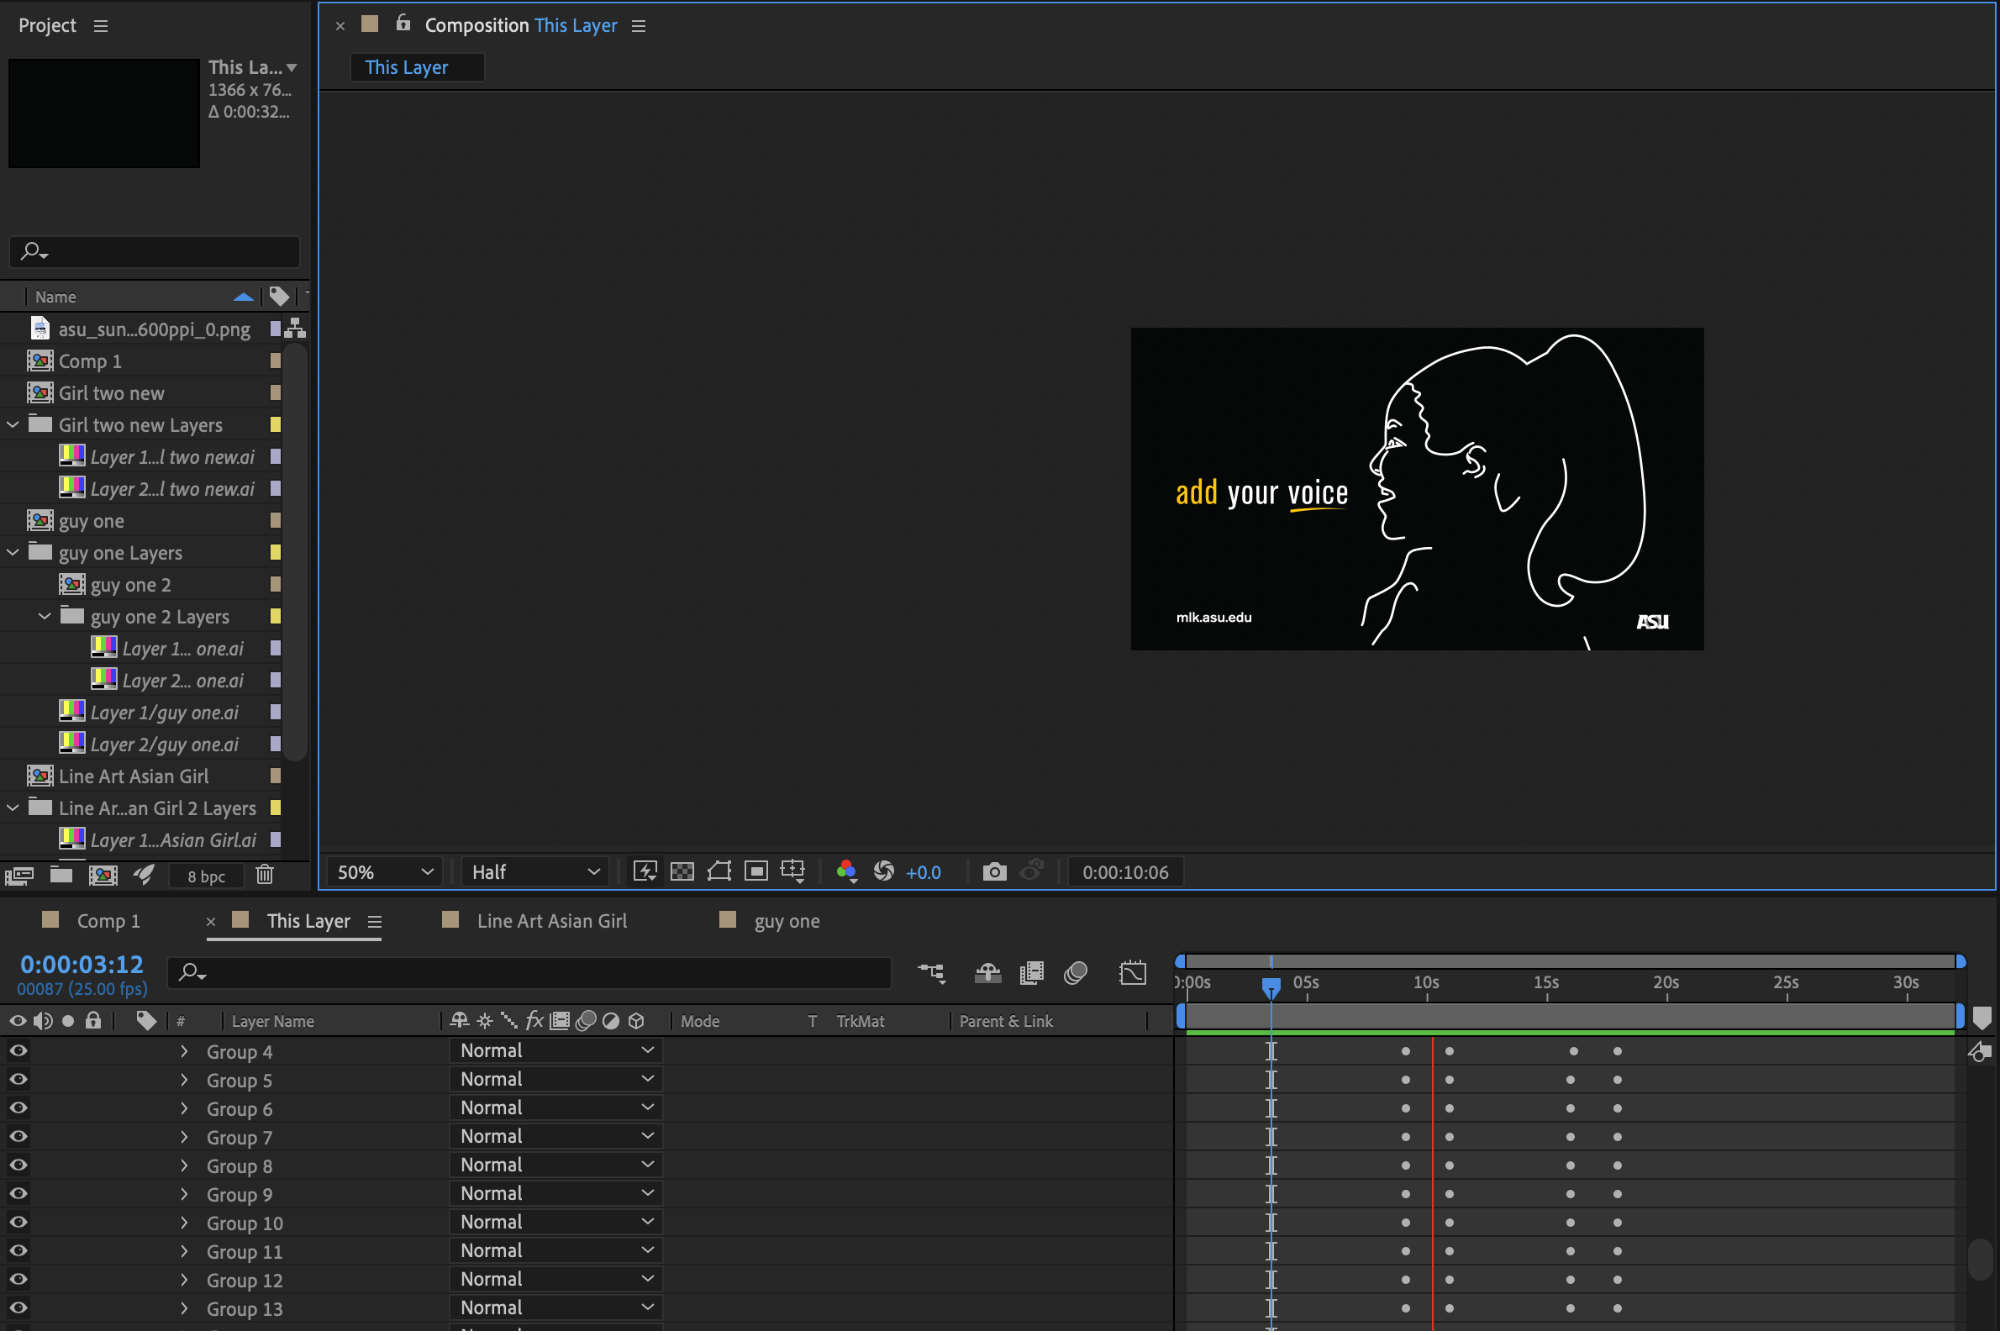 Project
This La...
1366 x 76...
Δ 0:00:32...
Name
asu_sun...600ppi_0.png
Comp 1
Girl two new
Girl two new Layers
Layer 1...l two new.ai
Layer 2...l two new.ai
guy one
guy one Layers
guy one 2
guy one 2 Layers
Layer 1... one.ai
Layer 2... one.ai
Layer 1/guy one.ai
Layer 2/guy one.ai
Line Art Asian Girl
Line Ar...an Girl 2 Layers
Layer 1...Asian Girl.ai
8 bpc
Composition This Layer
This Layer
add your voice
mlk.asu.edu
ASU
50%
Half
+0.0
0:00:10:06
Comp 1
This Layer
Line Art Asian Girl
guy one
0:00:03:12
00087 (25.00 fps)
:00s 05s 10s 15s 20s 25s 30s
# Layer Name fx Mode T TrkMat Parent & Link
Group 4 Normal
Group 5 Normal
Group 6 Normal
Group 7 Normal
Group 8 Normal
Group 9 Normal
Group 10 Normal
Group 11 Normal
Group 12 Normal
Group 13 Normal